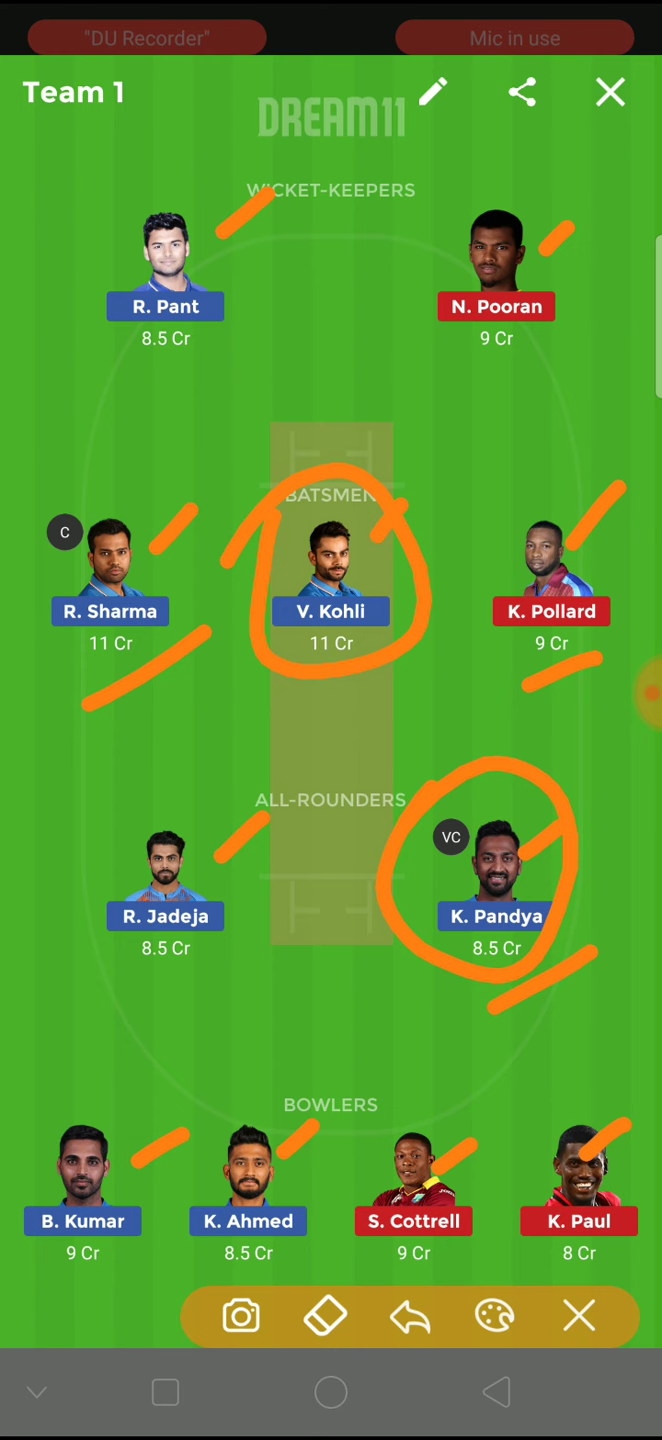 "DU Recorder" Mic in use
Team 1
DREAM11
WICKET-KEEPERS
R. Pant N. Pooran
8.5 Cr 9 Cr
BATSMEN
C
R. Sharma V. Kohli K. Pollard
11 Cr 11 Cr 9 Cr
ALL-ROUNDERS
VC
R. Jadeja K. Pandya
8.5 Cr 8.5 Cr
BOWLERS
B. Kumar K. Ahmed S. Cottrell K. Paul
9 Cr 8.5 Cr 9 Cr 8 Cr